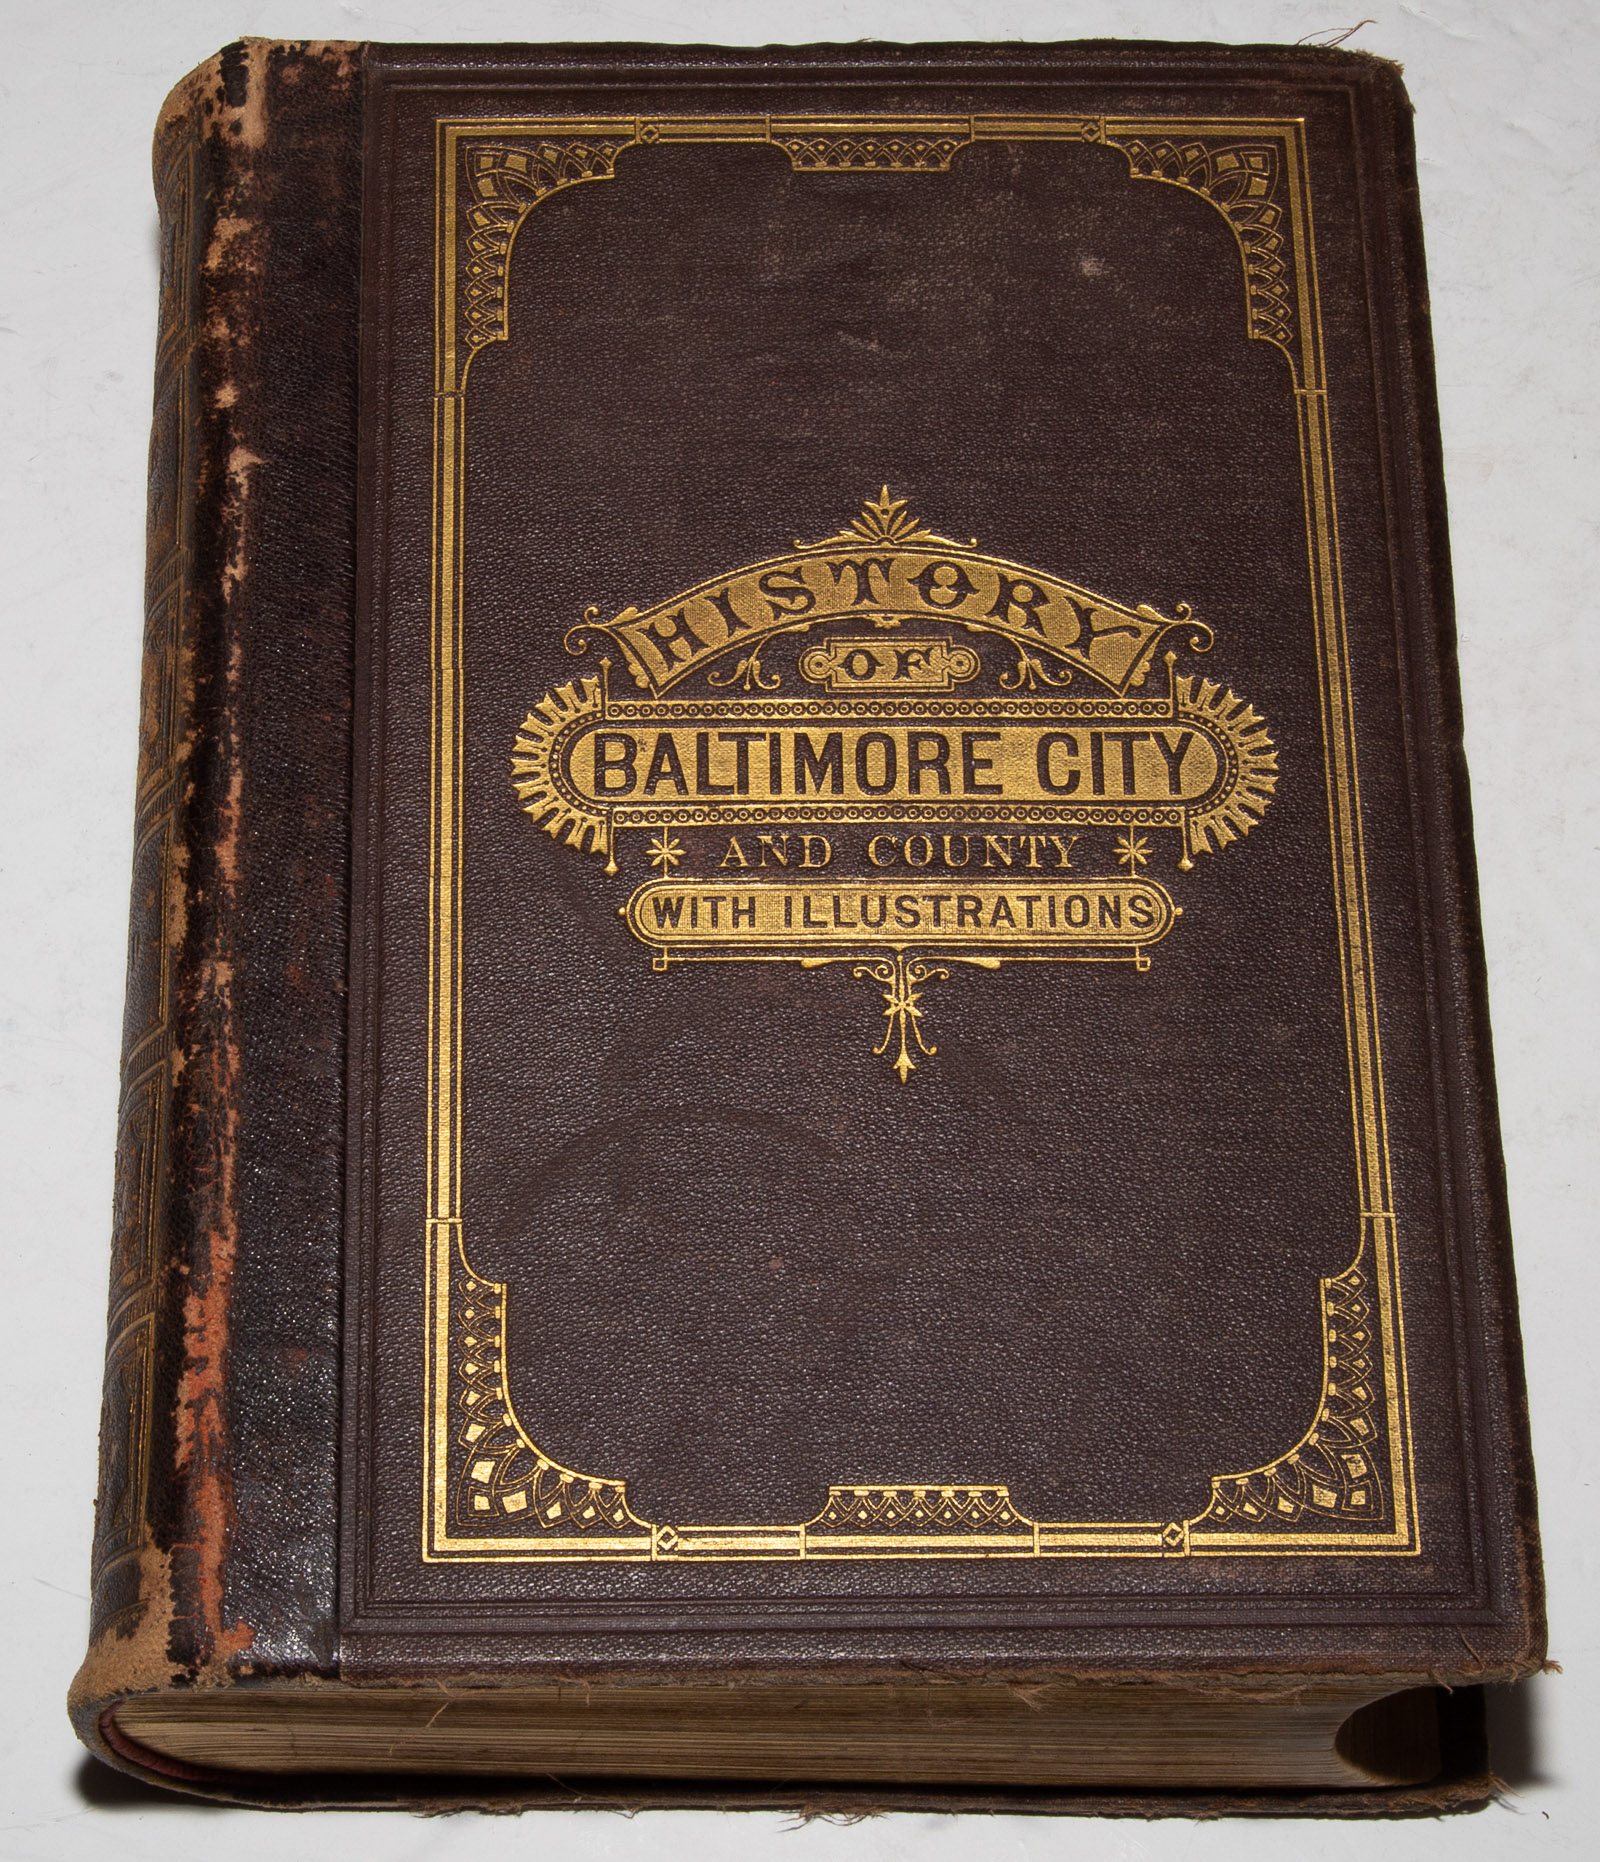 HISTORY
OF
BALTIMORE CITY
AND COUNTY
WITH ILLUSTRATIONS